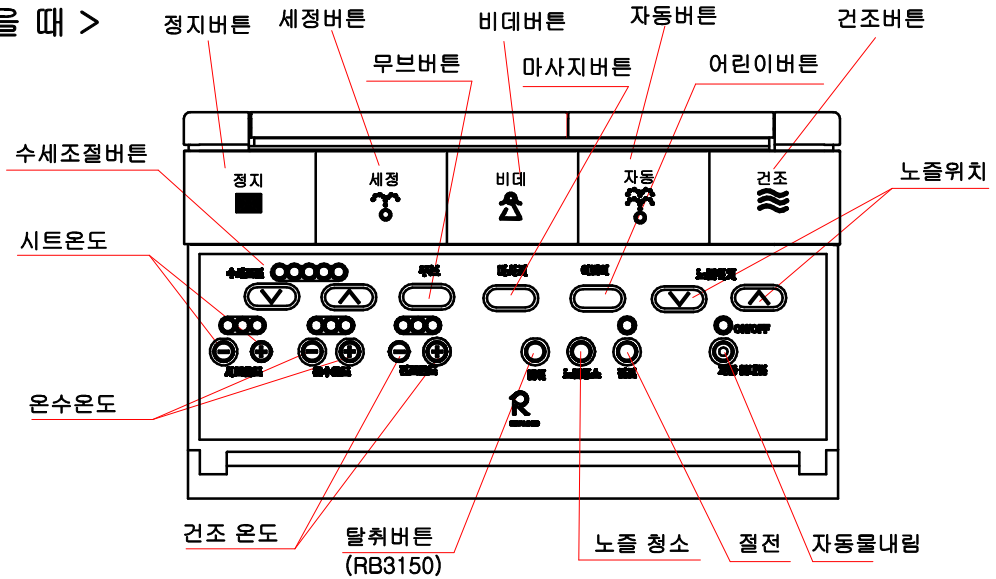 을 때 >
정지버튼 세정버튼 비데버튼 자동버튼 건조버튼
무브버튼 마사지버튼 어린이버튼
수세조절버튼
노즐위치
정지 세정 비데 자동 건조
시트온도
ON/OFF
온수온도
건조 온도
탈취버튼
(RB3150)
노즐 청소
절전
자동물내림